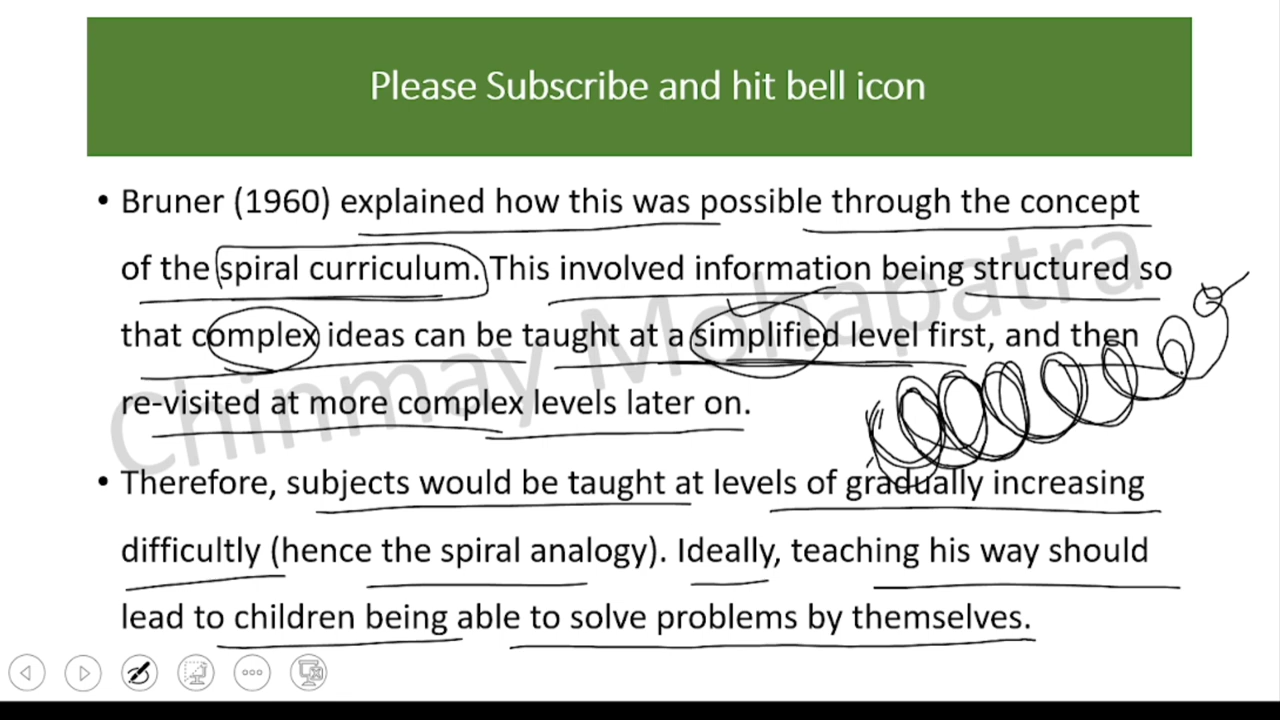 Please Subscribe and hit bell icon
• Bruner (1960) explained how this was possible through the concept
of the spiral curriculum. This involved information being structured so
that complex ideas can be taught at a simplified level first, and then
re-visited at more complex levels later on.
• Therefore, subjects would be taught at levels of gradually increasing
difficultly (hence the spiral analogy). Ideally, teaching his way should
lead to children being able to solve problems by themselves.
Chinmay Mohapatra